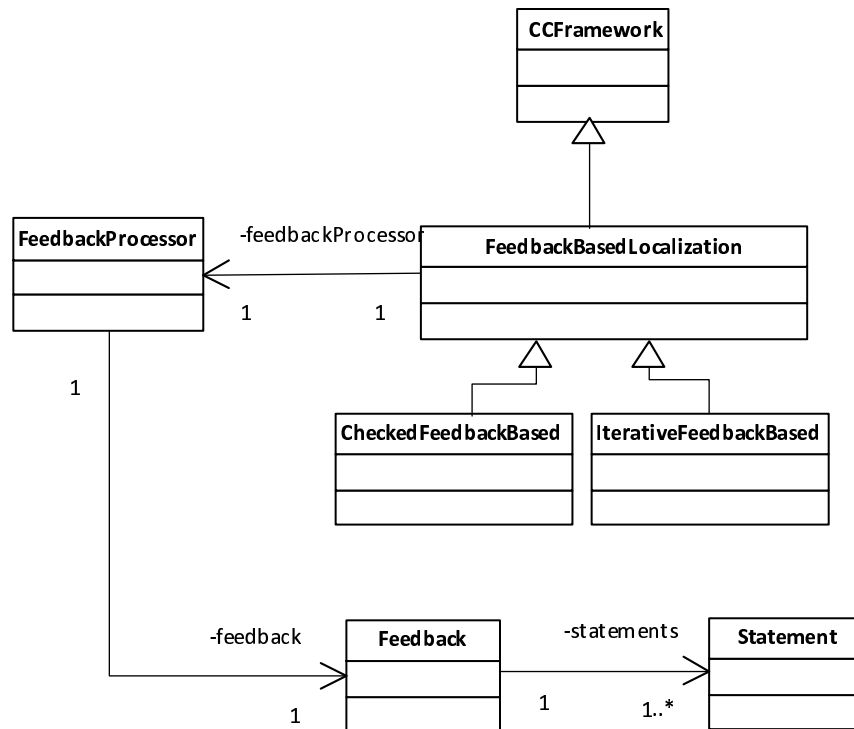 CCFramework
FeedbackProcessor
-feedbackProcessor
FeedbackBasedLocalization
1
1
1
CheckedFeedbackBased
IterativeFeedbackBased
-feedback
Feedback
-statements
Statement
1
1
1..*